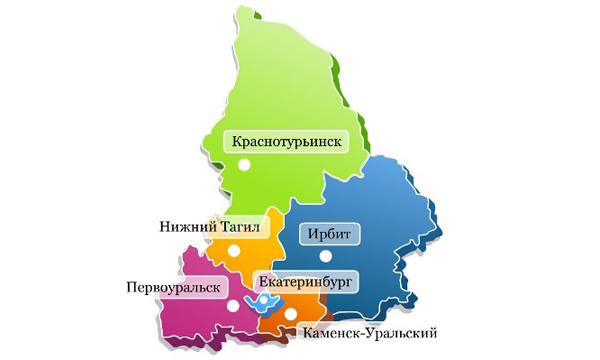 Краснотурьинск
Нижний Тагил
Ирбит
Екатеринбург
Первоуральск
Каменск-Уральский